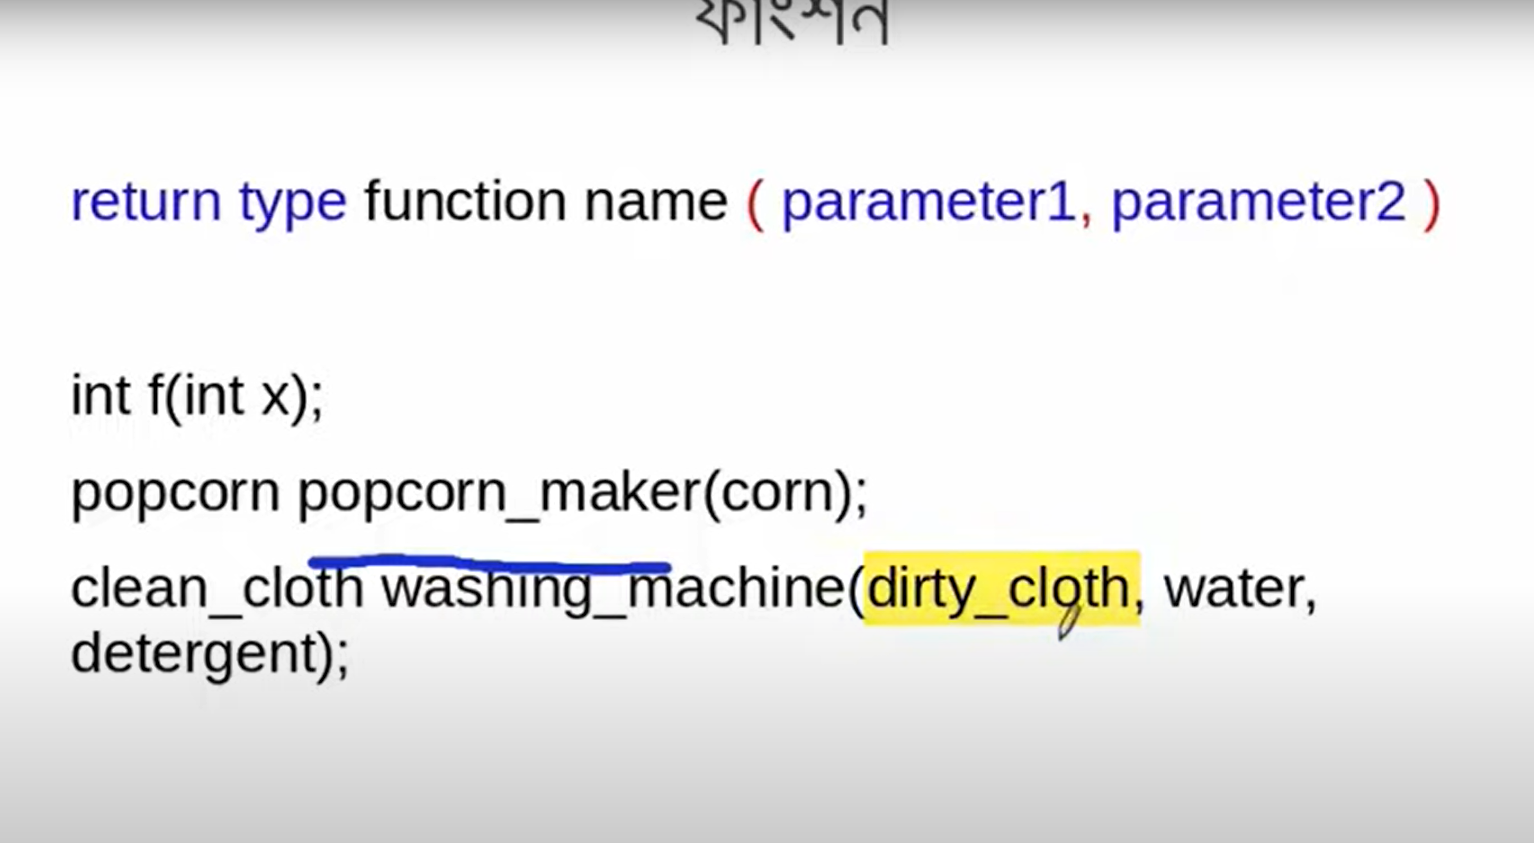 ফাংশন
return type function name ( parameter1, parameter2 )
int f(int x);
popcorn popcorn_maker(corn);
clean_cloth washing_machine(dirty_cloth, water,
detergent);